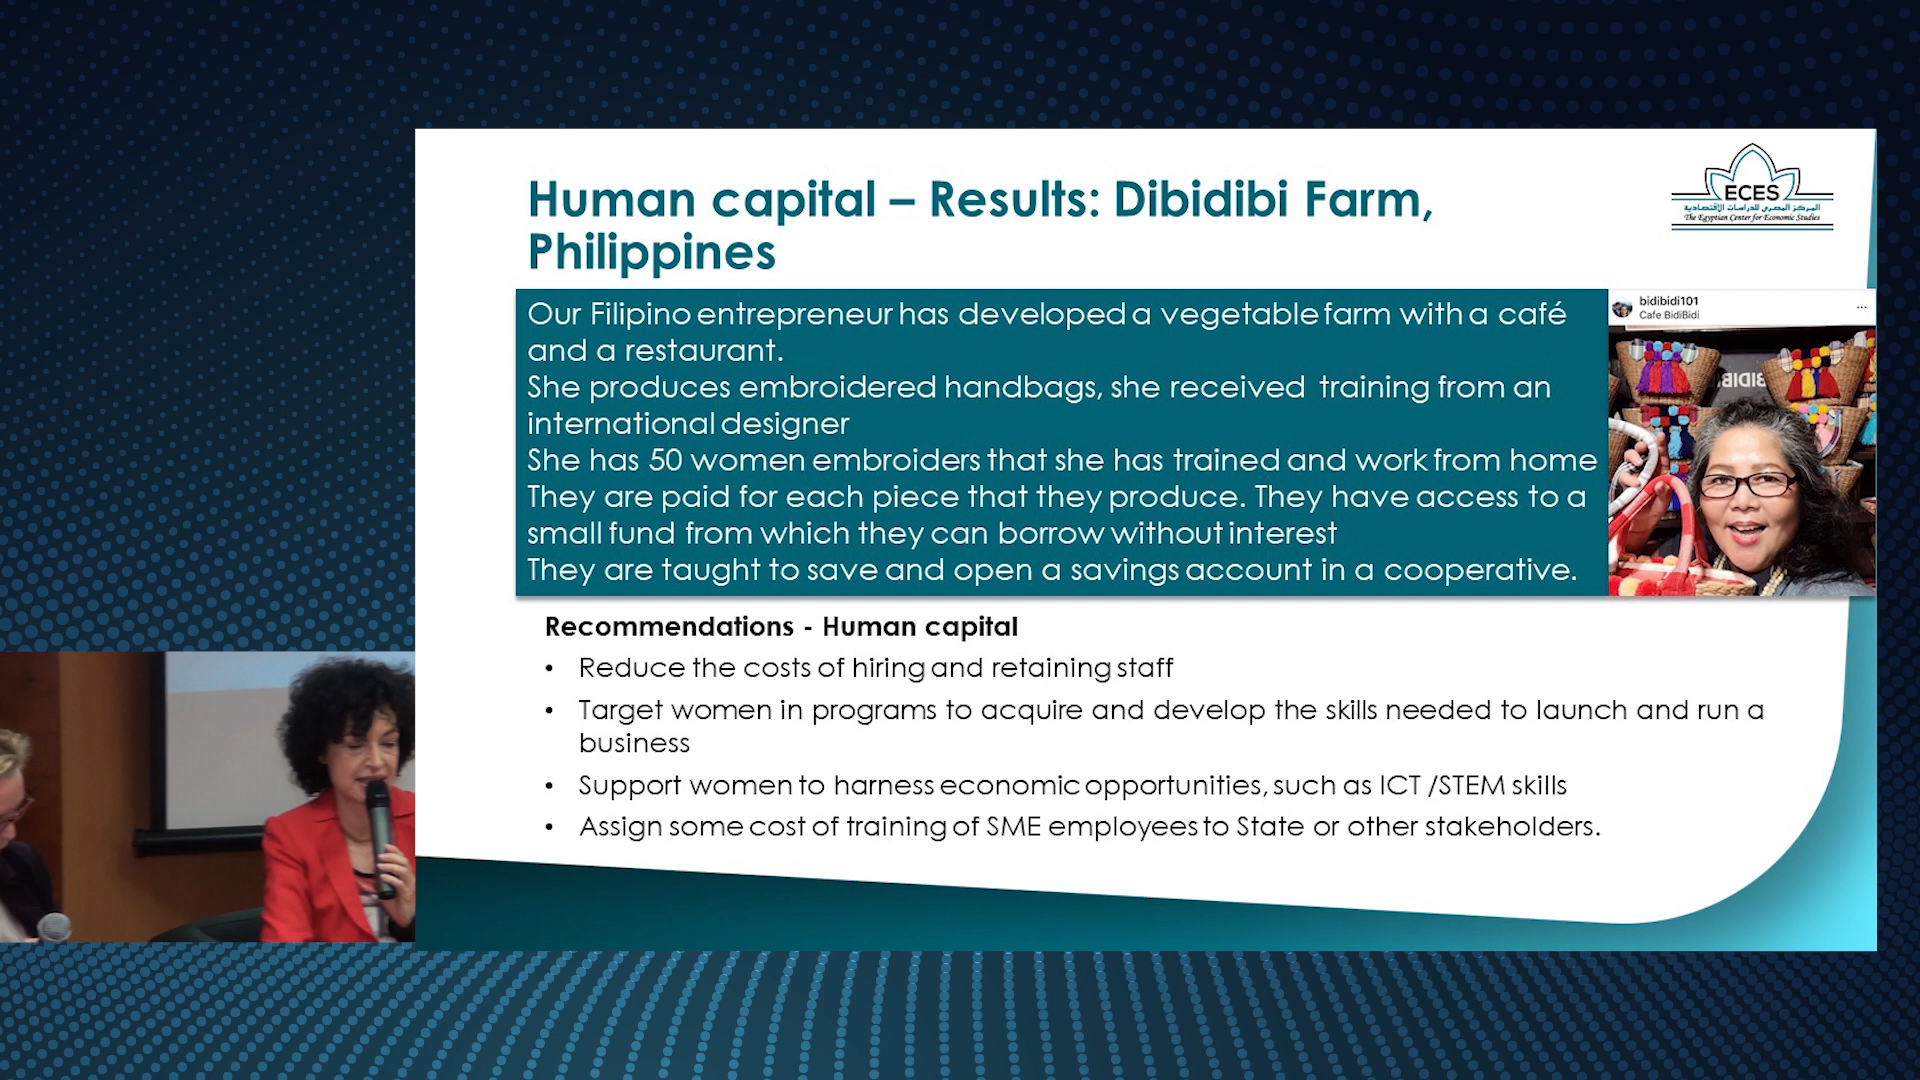 Human capital – Results: Dibidibi Farm,
Philippines
ECES
المركز المصري للدراسات الاقتصادية
The Egyptian Center for Economic Studies
Our Filipino entrepreneur has developed a vegetable farm with a café
and a restaurant.
She produces embroidered handbags, she received training from an
international designer
She has 50 women embroiders that she has trained and work from home
They are paid for each piece that they produce. They have access to a
small fund from which they can borrow without interest
They are taught to save and open a savings account in a cooperative.
bidibidi101
Cafe BidiBidi
Recommendations - Human capital
• Reduce the costs of hiring and retaining staff
• Target women in programs to acquire and develop the skills needed to launch and run a
business
• Support women to harness economic opportunities, such as ICT /STEM skills
• Assign some cost of training of SME employees to State or other stakeholders.